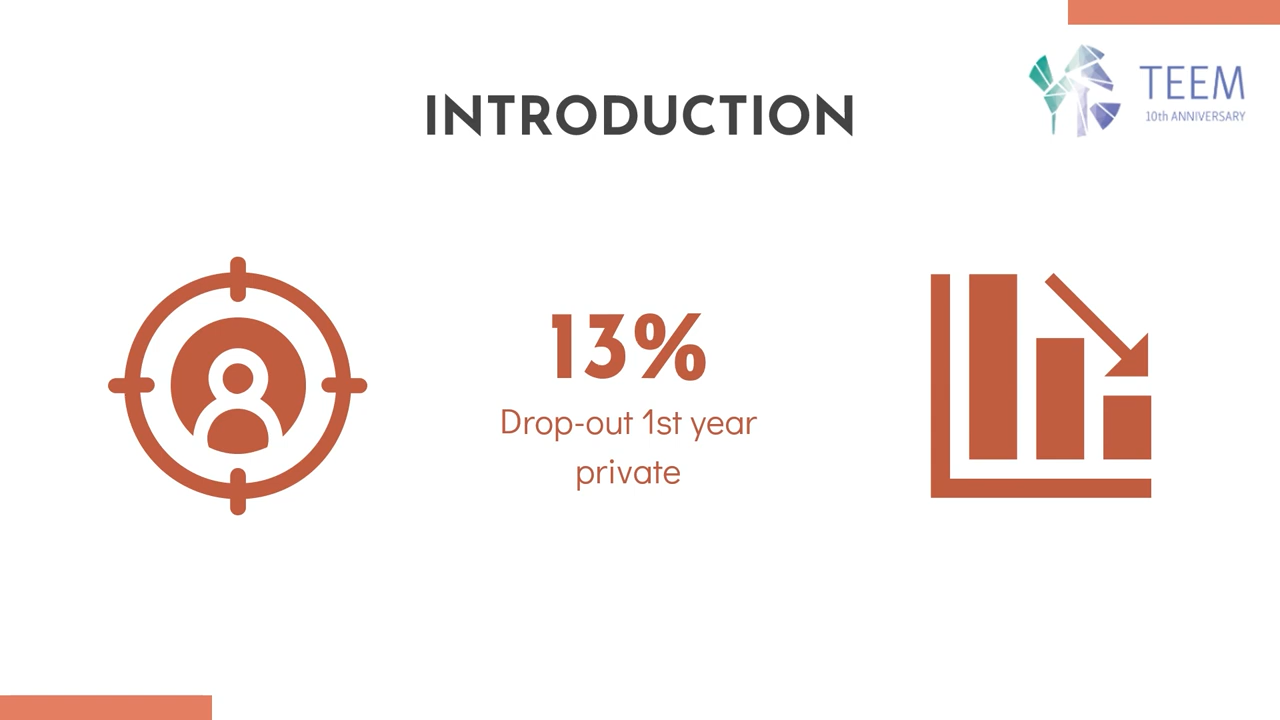 INTRODUCTION
TEEM
10th ANNIVERSARY
13%
Drop-out 1st year
private